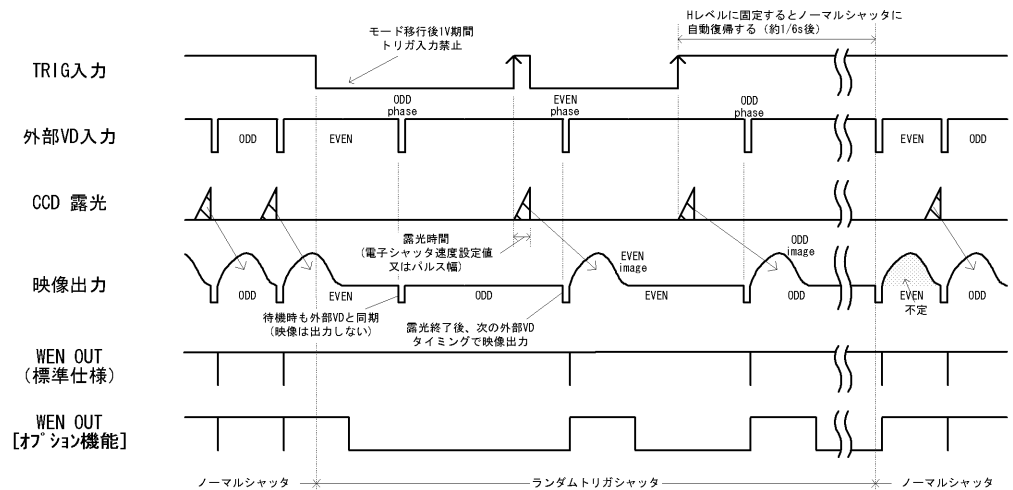 Hレベルに固定するとノーマルシャッタに
自動復帰する（約1/6s後）
モード移行後1V期間
トリガ入力禁止
TRIG入力
ODD
phase
EVEN
phase
ODD
phase
外部VD入力
ODD
EVEN
EVEN
ODD
CCD 露光
露光時間
（電子シャッタ速度設定値
又はパルス幅）
EVEN
image
ODD
image
映像出力
ODD
EVEN
ODD
EVEN
ODD
EVEN
ODD
不定
待機時も外部VDと同期
（映像は出力しない）
露光終了後、次の外部VD
タイミングで映像出力
WEN OUT
（標準仕様）
WEN OUT
[オプション機能]
ノーマルシャッタ
ランダムトリガシャッタ
ノーマルシャッタ